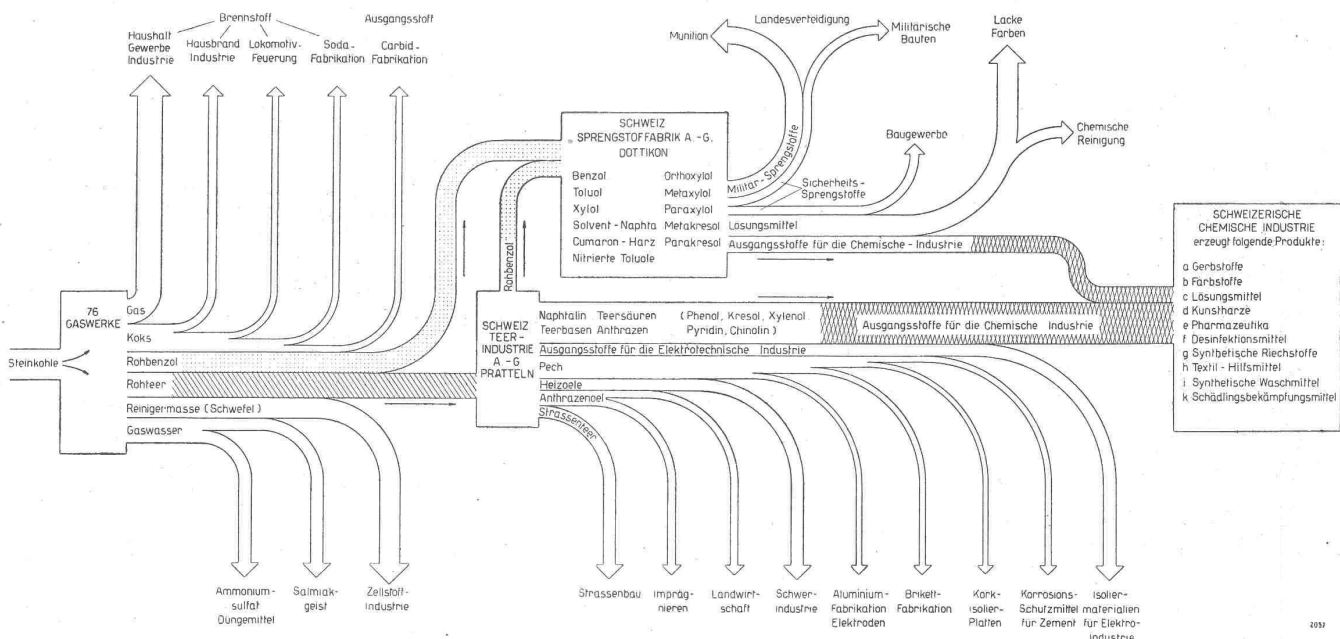 Brennstoff
Ausgangsstoff
Haushalt
Gewerbe
Industrie
Hausbrand
Industrie
Lokomotiv-
Feuerung
Soda-
Fabrikation
Carbid-
Fabrikation
Landesverteidigung
Munition
Militärische
Bauten
Lacke
Farben
Baugewerbe
Chemische
Reinigung
SCHWEIZ
SPRENGSTOFFABRIK A.-G.
DOTTIKON
Benzol
Toluol
Xylol
Solvent-Naphta
Cumaron-Harz
Nitrierte Toluole
Orthoxylol
Metaxylol
Paraxylol
Metakresol
Parakresol
Militär-Sprengstoffe
Sicherheits-
Sprengstoffe
Lösungsmittel
Ausgangsstoffe für die Chemische-Industrie
Rohbenzol
Steinkohle
76
GASWERKE
Gas
Koks
Rohbenzol
Rohteer
Reinigermasse (Schwefel)
Gaswasser
SCHWEIZ
TEER-
INDUSTRIE
A.-G
PRATTELN
Naphtalin Teersäuren (Phenol, Kresol, Xylenol
Teerbasen Anthrazen Pyridin, Chinolin)
Ausgangsstoffe für die Chemische Industrie
Ausgangsstoffe für die Elektrotechnische Industrie
Pech
Heizoele
Anthrazenoel
Strassenteer
SCHWEIZERISCHE
CHEMISCHE INDUSTRIE
erzeugt folgende Produkte:
a Gerbstoffe
b Farbstoffe
c Lösungsmittel
d Kunstharze
e Pharmazeutika
f Desinfektionsmittel
g Synthetische Riechstoffe
h Textil-Hilfsmittel
i Synthetische Waschmittel
k Schädlingsbekämpfungsmittel
Ammonium-
sulfat
Düngemittel
Salmiak-
geist
Zellstoff-
Industrie
Strassenbau
Impräg-
nieren
Landwirt-
schaft
Schwer-
industrie
Aluminium-
Fabrikation
Elektroden
Brikett-
Fabrikation
Kork-
isolier-
Platten
Korrosions-
Schutzmittel
für Zement
Isolier-
materialien
für Elektro-
industrie
2057